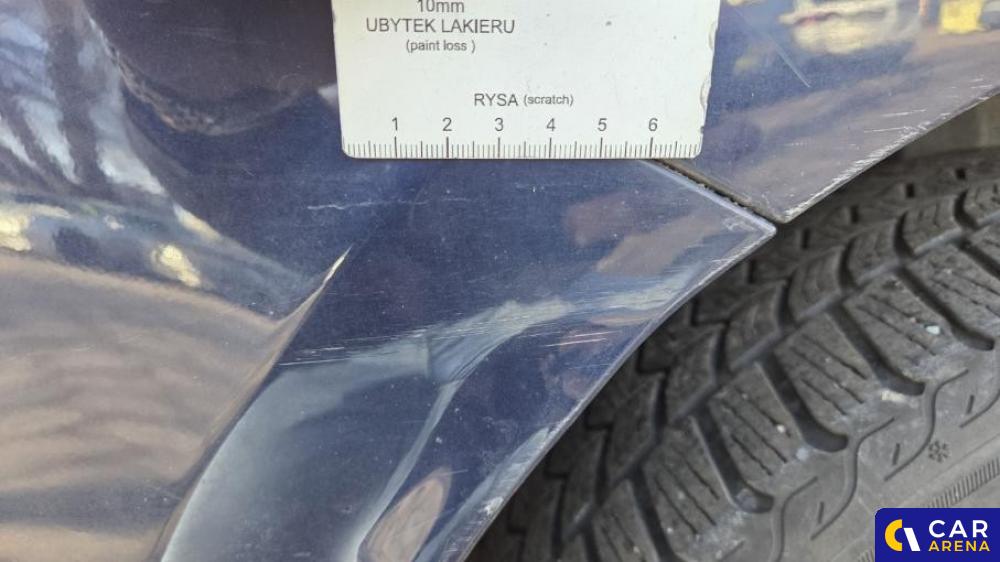 10mm
UBYTEK LAKIERU
(paint loss )
RYSA (scratch)
1 2 3 4 5 6
CAR
ARENA